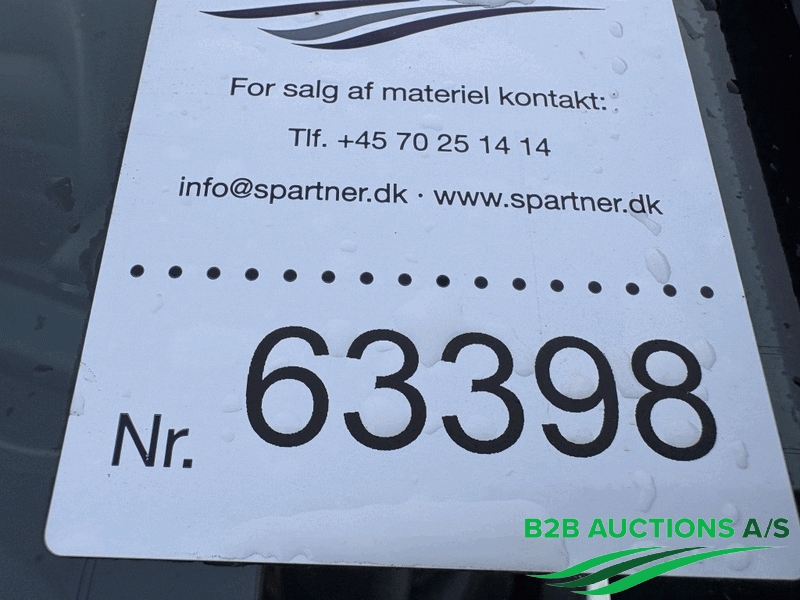 For salg af materiel kontakt:
Tlf. +45 70 25 14 14
info@spartner.dk · www.spartner.dk
Nr. 63398
B2B AUCTIONS A/S